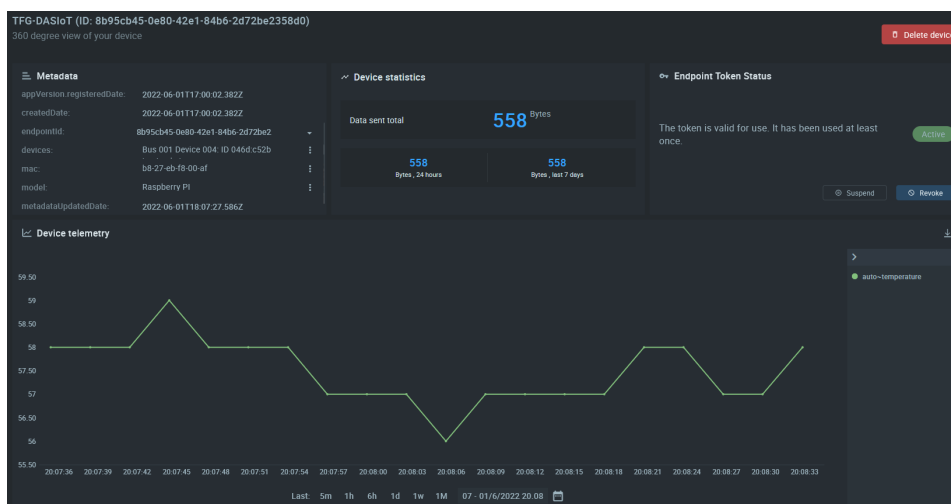 TFG-DASIoT (ID: 8b95cb45-0e80-42e1-84b6-2d72be2358d0)
360 degree view of your device
Delete device
Metadata
appVersion.registeredDate: 2022-06-01T17:00:02.382Z
createdDate: 2022-06-01T17:00:02.382Z
endpointId: 8b95cb45-0e80-42e1-84b6-2d72be2
devices: Bus 001 Device 004: ID 046d:c52b
mac: b8-27-eb-f8-00-af
model: Raspberry PI
metadataUpdatedDate: 2022-06-01T18:07:27.586Z
Device statistics
Data sent total 558 Bytes
558 558
Bytes , 24 hours Bytes , last 7 days
Endpoint Token Status
The token is valid for use. It has been used at least
once.
Active
Suspend Revoke
Device telemetry
auto~temperature
59.50
59
58.50
58
57.50
57
56.50
56
55.50
20:07:36 20:07:39 20:07:42 20:07:45 20:07:48 20:07:51 20:07:54 20:07:57 20:08:00 20:08:03 20:08:06 20:08:09 20:08:12 20:08:15 20:08:18 20:08:21 20:08:24 20:08:27 20:08:30 20:08:33
Last: 5m 1h 6h 1d 1w 1M 07 - 01/6/2022 20.08